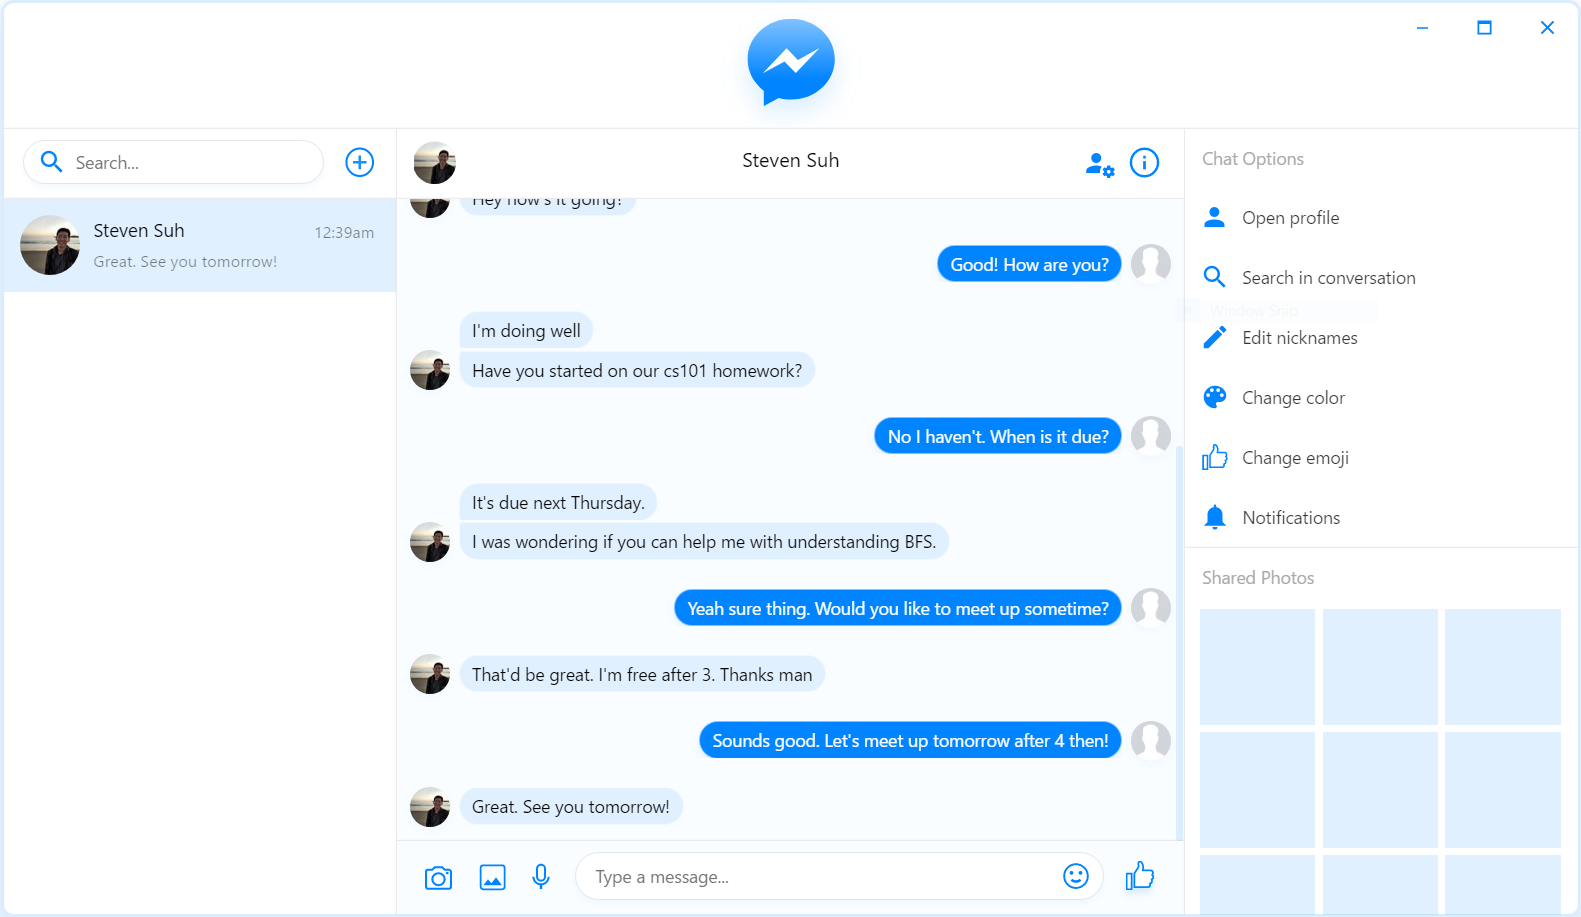 Search...
Steven Suh
12:39am
Great. See you tomorrow!
Steven Suh
Hey how's it going?
Good! How are you?
I'm doing well
Have you started on our cs101 homework?
No I haven't. When is it due?
It's due next Thursday.
I was wondering if you can help me with understanding BFS.
Yeah sure thing. Would you like to meet up sometime?
That'd be great. I'm free after 3. Thanks man
Sounds good. Let's meet up tomorrow after 4 then!
Great. See you tomorrow!
Type a message...
Chat Options
Open profile
Search in conversation
Window Snip
Edit nicknames
Change color
Change emoji
Notifications
Shared Photos